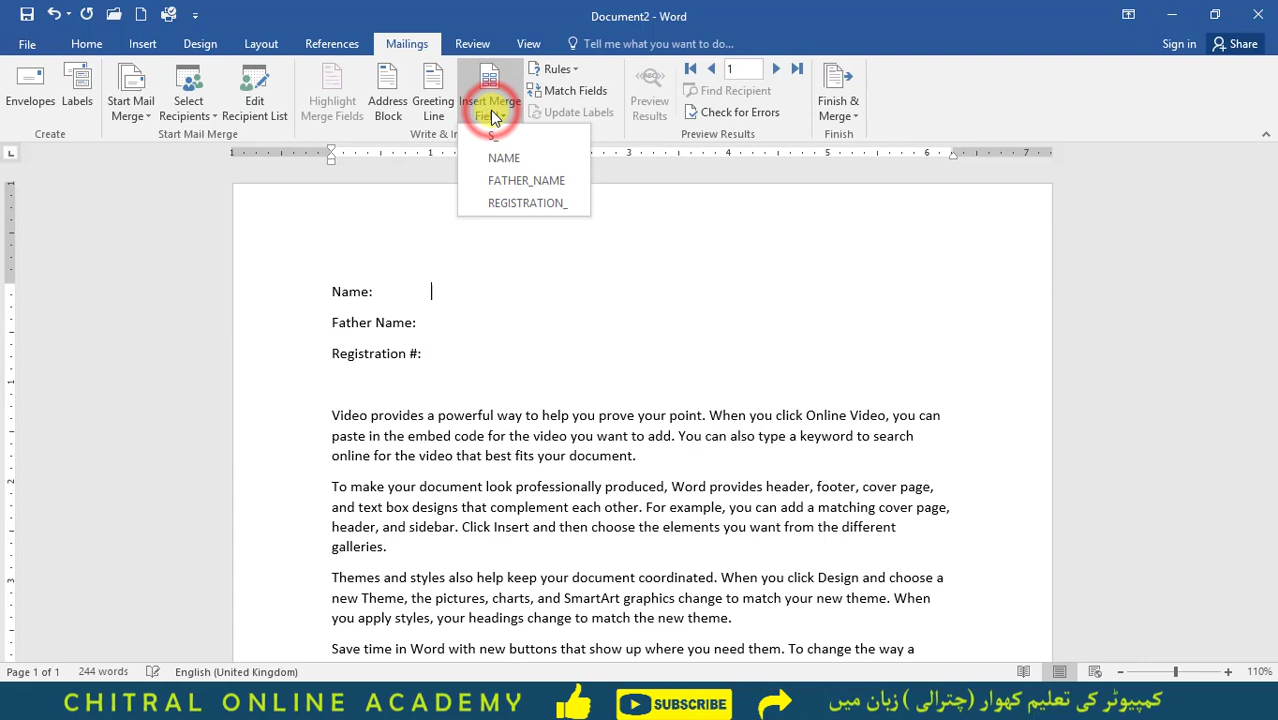 Document2 - Word
File Home Insert Design Layout References Mailings Review View Tell me what you want to do... Sign in Share
Envelopes Labels Start Mail Merge Select Recipients Edit Recipient List Highlight Merge Fields Address Block Greeting Line Insert Merge Rules Match Fields Update Labels Preview Results 1 Find Recipient Check for Errors Finish & Merge
Create Start Mail Merge Write & In Preview Results Finish
S_
NAME
FATHER_NAME
REGISTRATION_
1 1 3 4 5 6 7
Name:
Father Name:
Registration #:
Video provides a powerful way to help you prove your point. When you click Online Video, you can
paste in the embed code for the video you want to add. You can also type a keyword to search
online for the video that best fits your document.
To make your document look professionally produced, Word provides header, footer, cover page,
and text box designs that complement each other. For example, you can add a matching cover page,
header, and sidebar. Click Insert and then choose the elements you want from the different
galleries.
Themes and styles also help keep your document coordinated. When you click Design and choose a
new Theme, the pictures, charts, and SmartArt graphics change to match your new theme. When
you apply styles, your headings change to match the new theme.
Save time in Word with new buttons that show up where you need them. To change the way a
Page 1 of 1 244 words English (United Kingdom) 110%
CHITRAL ONLINE ACADEMY SUBSCRIBE کمپیوٹر کی تعلیم کھوار (چترالی) زبان میں